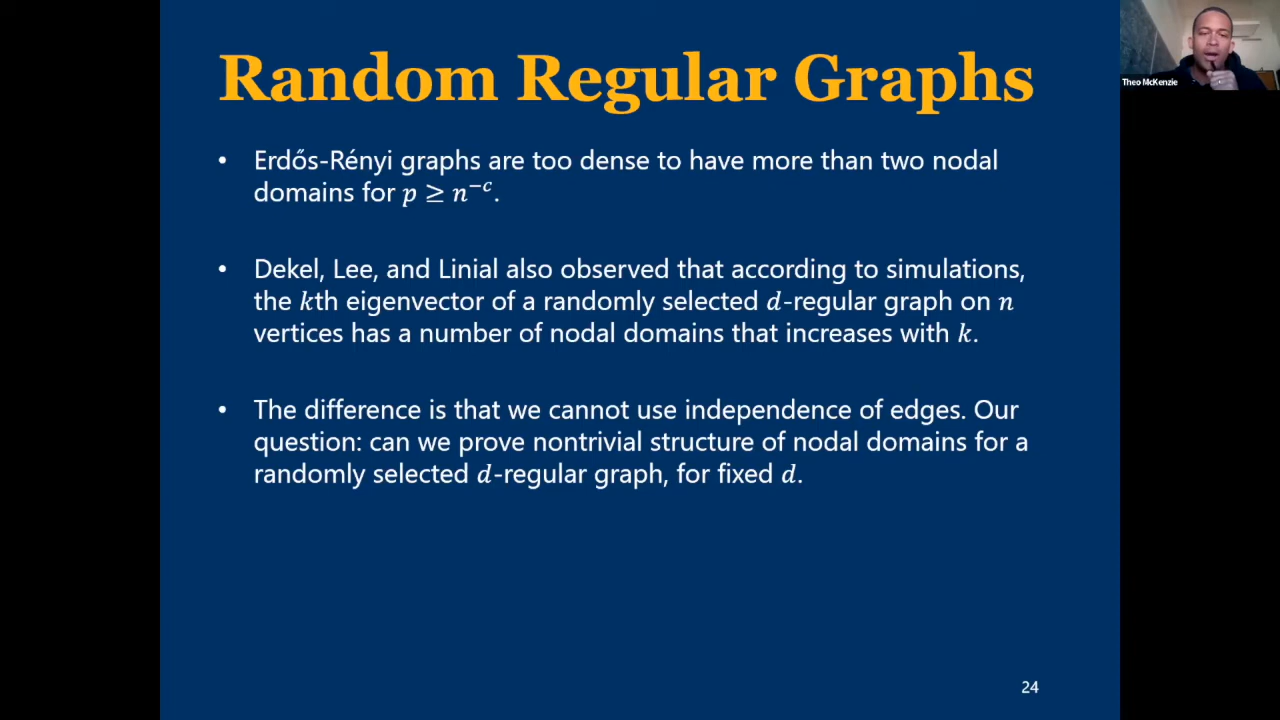 Random Regular Graphs
Theo McKenzie
• Erdős-Rényi graphs are too dense to have more than two nodal
domains for p ≥ n⁻ᶜ.
• Dekel, Lee, and Linial also observed that according to simulations,
the kth eigenvector of a randomly selected d-regular graph on n
vertices has a number of nodal domains that increases with k.
• The difference is that we cannot use independence of edges. Our
question: can we prove nontrivial structure of nodal domains for a
randomly selected d-regular graph, for fixed d.
24